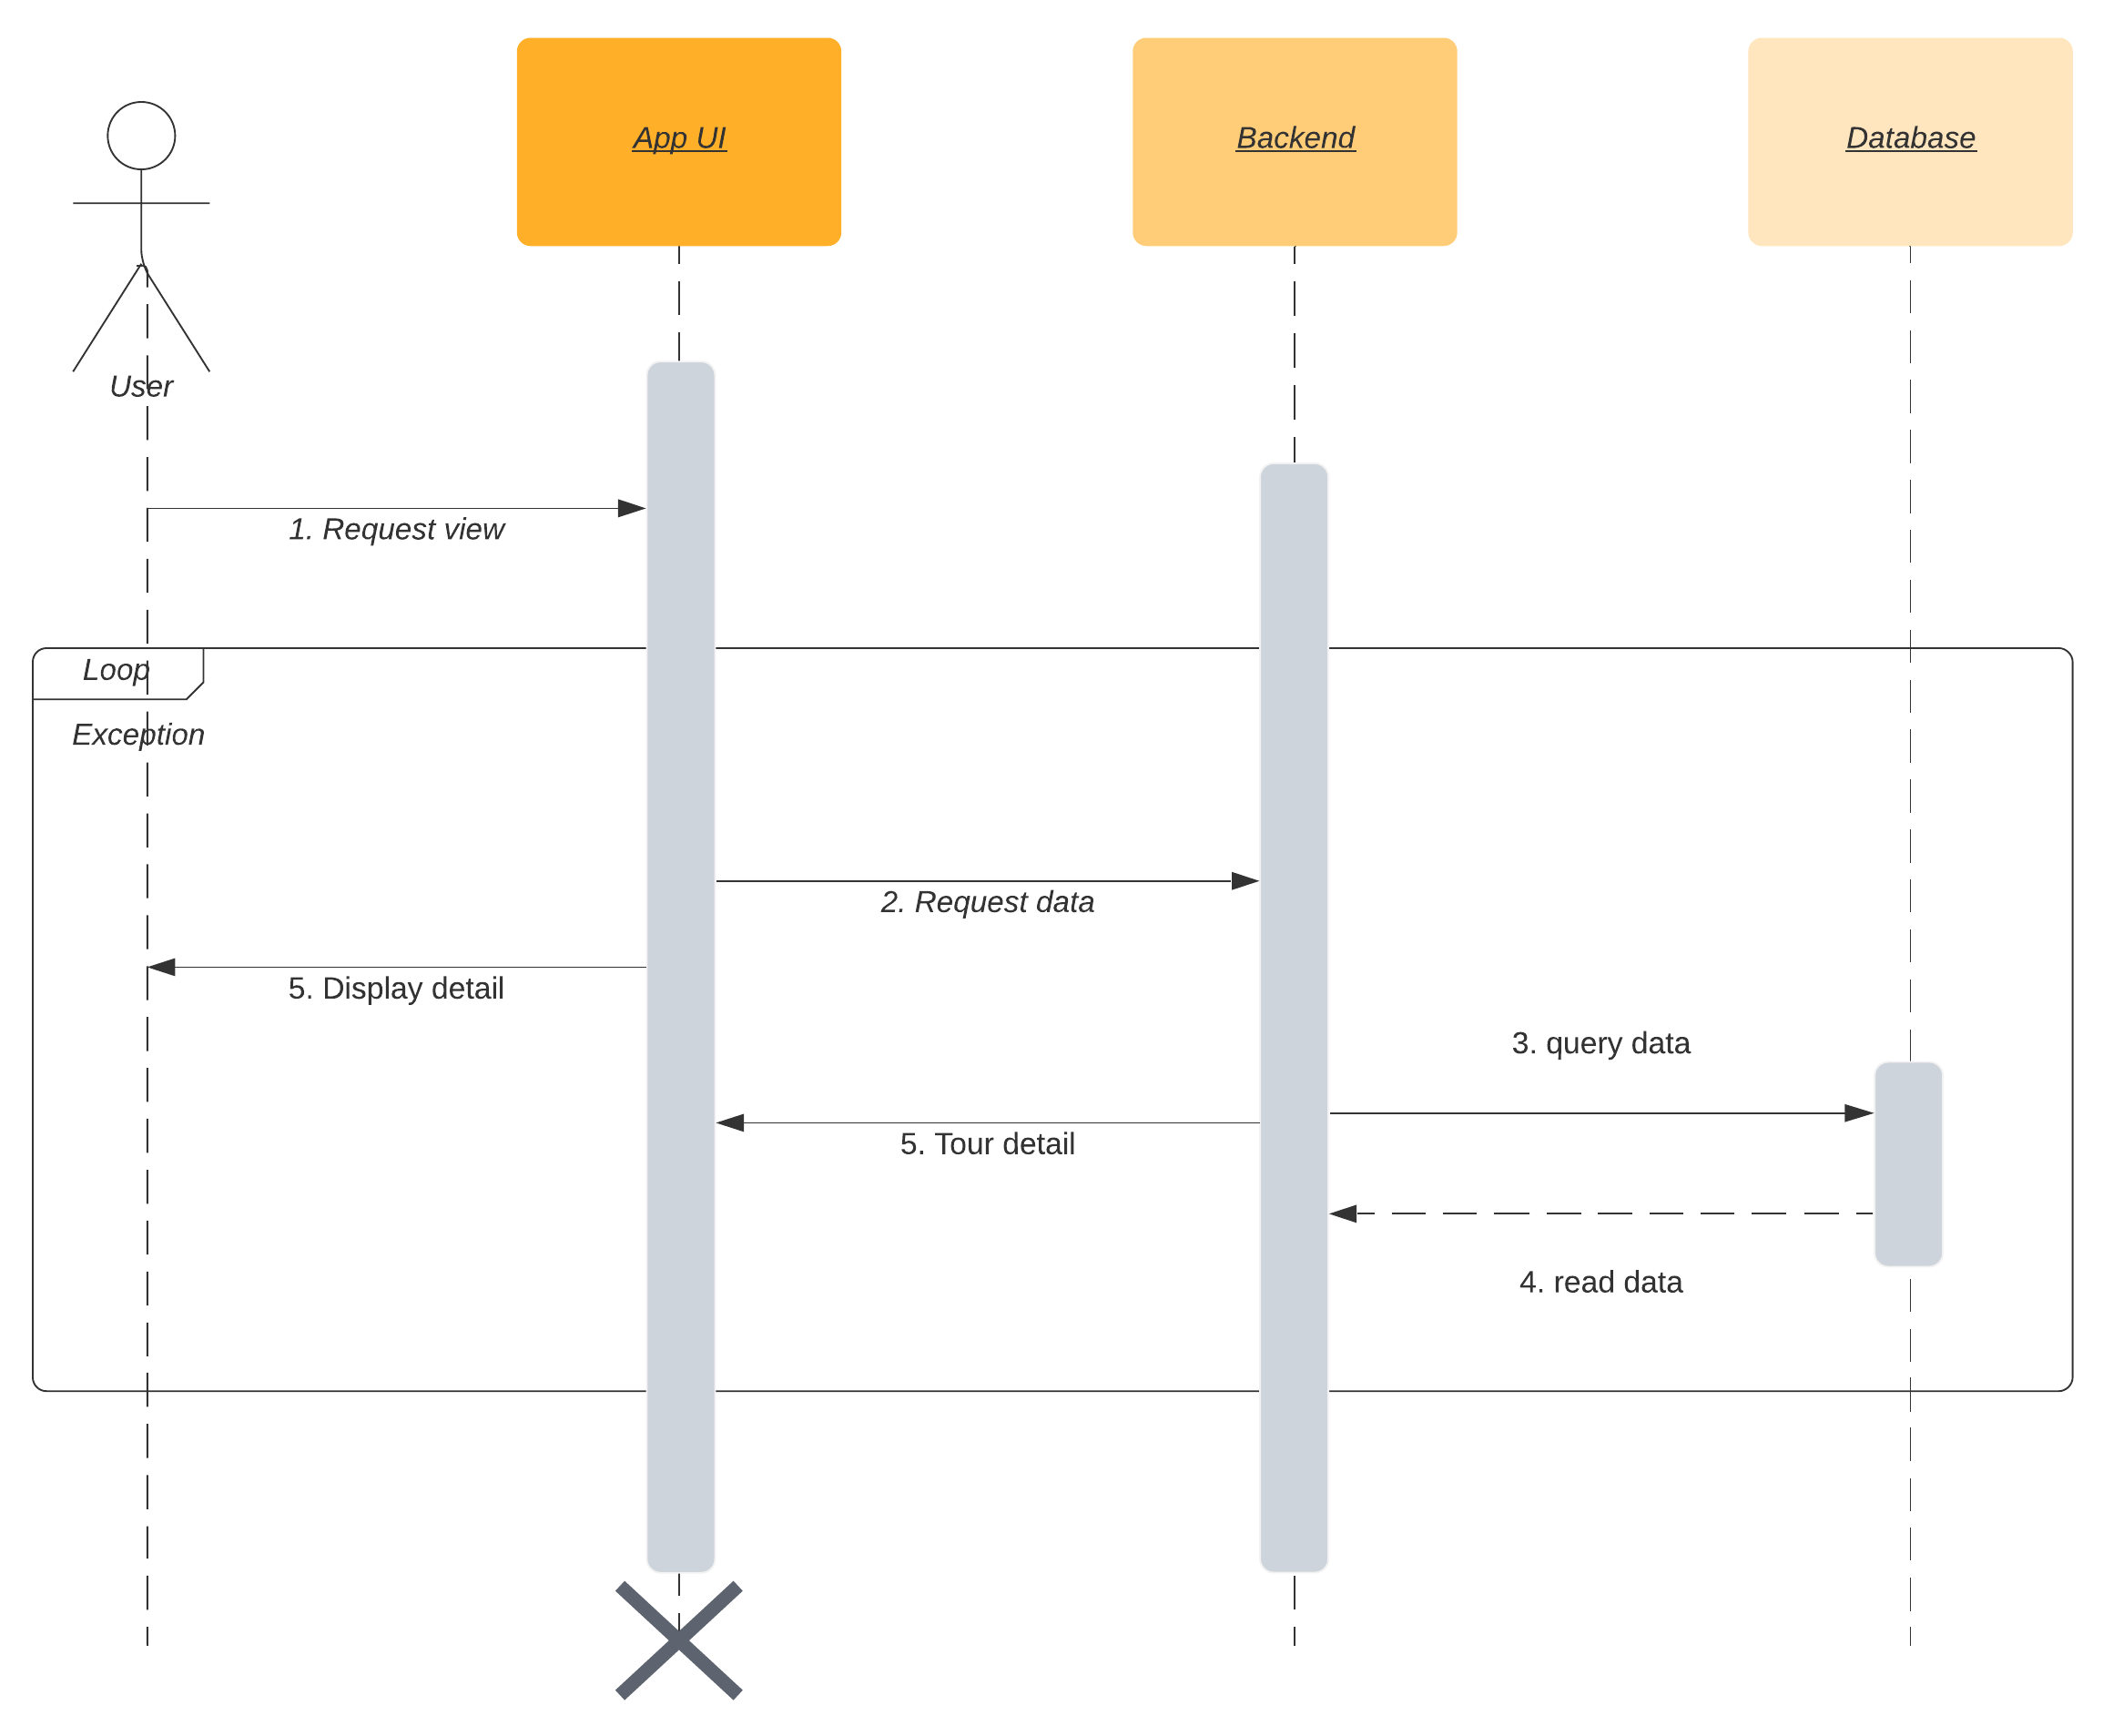 App UI
Backend
Database
User
1. Request view
Loop
Exception
2. Request data
5. Display detail
3. query data
5. Tour detail
4. read data